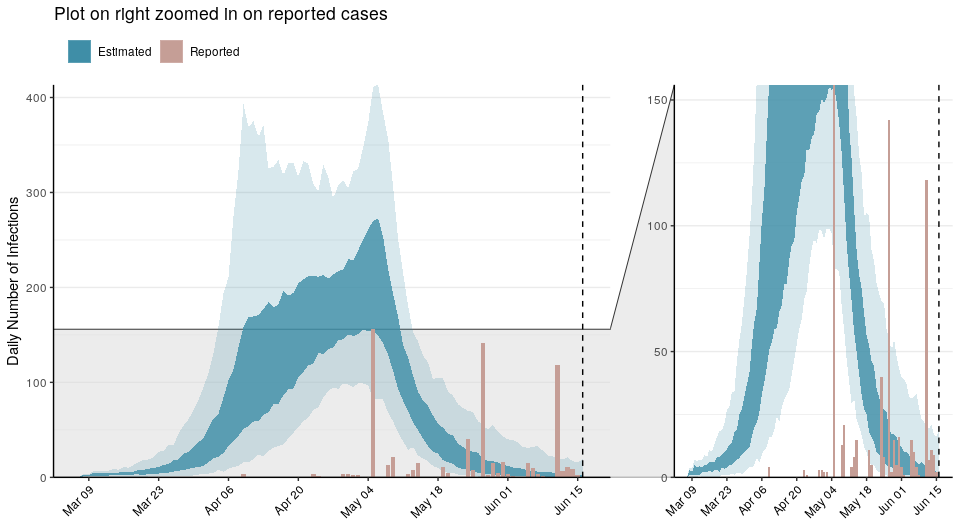 Plot on right zoomed in on reported cases
Estimated Reported
Daily Number of Infections
400
300
200
100
0
Mar 09 Mar 23 Apr 06 Apr 20 May 04 May 18 Jun 01 Jun 15
150
100
50
0
Mar 09 Mar 23 Apr 06 Apr 20 May 04 May 18 Jun 01 Jun 15